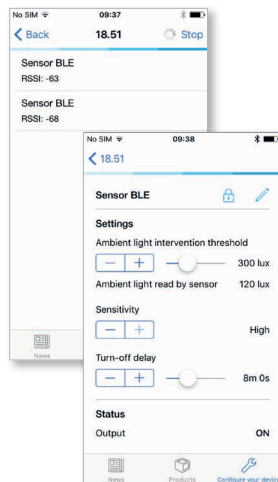 No SIM 09:37
Back 18.51 Stop
Sensor BLE
RSSI: -63
Sensor BLE
RSSI: -68
News
No SIM 09:38
18.51
Sensor BLE
Settings
Ambient light intervention threshold
− + 300 lux
Ambient light read by sensor 120 lux
Sensitivity
− + High
Turn-off delay
− + 8m 0s
Status
Output ON
News Products Configure your device